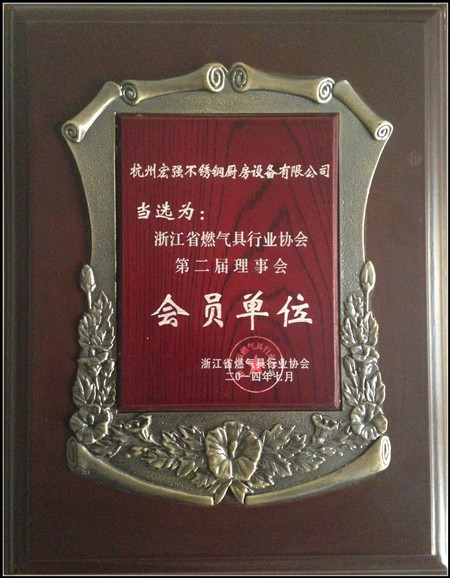 杭州宏强不锈钢厨房设备有限公司
当选为：
浙江省燃气具行业协会
第二届理事会
会员单位
浙江省燃气具行业协会
二〇一四年七月